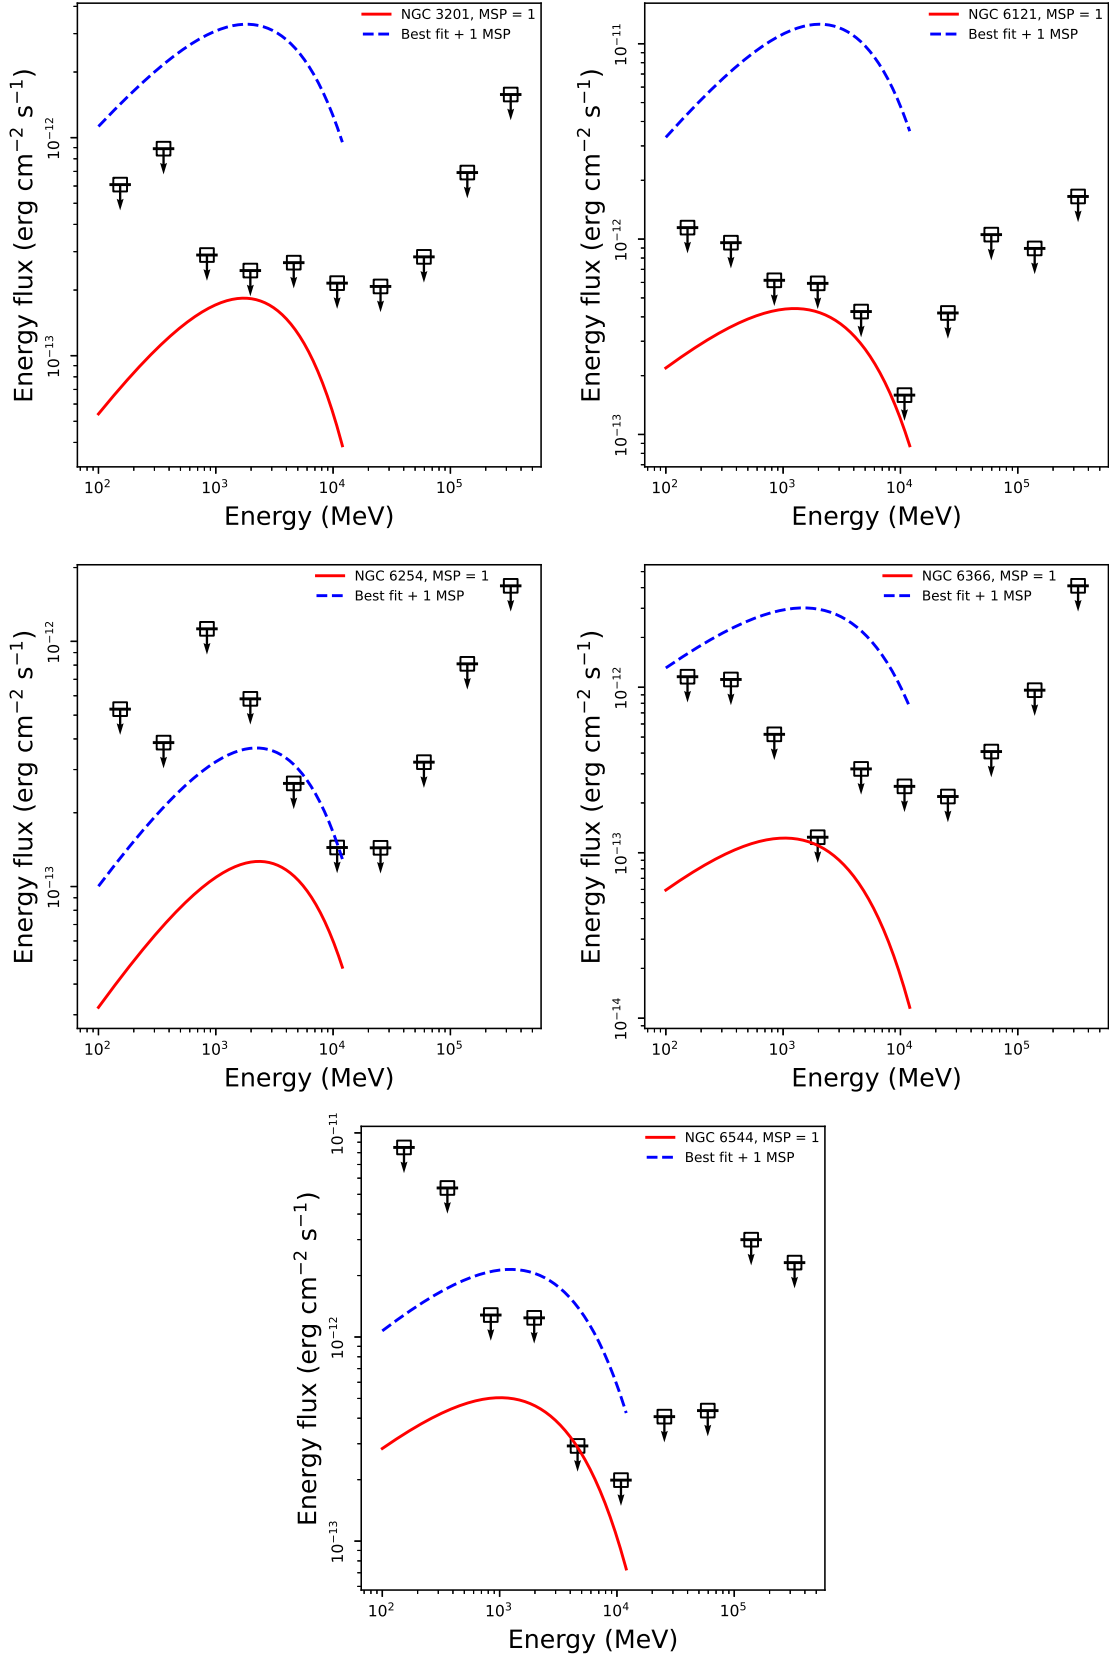 NGC 3201, MSP = 1
Best fit + 1 MSP
Energy flux (erg cm⁻² s⁻¹)
10⁻¹²
10⁻¹³
10² 10³ 10⁴ 10⁵
Energy (MeV)
NGC 6121, MSP = 1
Best fit + 1 MSP
Energy flux (erg cm⁻² s⁻¹)
10⁻¹¹
10⁻¹²
10⁻¹³
10² 10³ 10⁴ 10⁵
Energy (MeV)
NGC 6254, MSP = 1
Best fit + 1 MSP
Energy flux (erg cm⁻² s⁻¹)
10⁻¹²
10⁻¹³
10² 10³ 10⁴ 10⁵
Energy (MeV)
NGC 6366, MSP = 1
Best fit + 1 MSP
Energy flux (erg cm⁻² s⁻¹)
10⁻¹²
10⁻¹³
10⁻¹⁴
10² 10³ 10⁴ 10⁵
Energy (MeV)
NGC 6544, MSP = 1
Best fit + 1 MSP
Energy flux (erg cm⁻² s⁻¹)
10⁻¹¹
10⁻¹²
10⁻¹³
10² 10³ 10⁴ 10⁵
Energy (MeV)